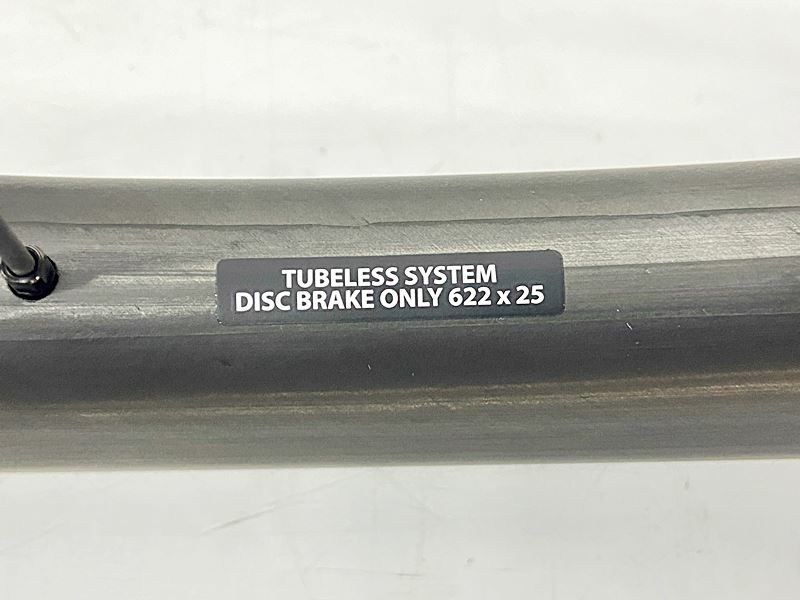 TUBELESS SYSTEM
DISC BRAKE ONLY 622 x 25